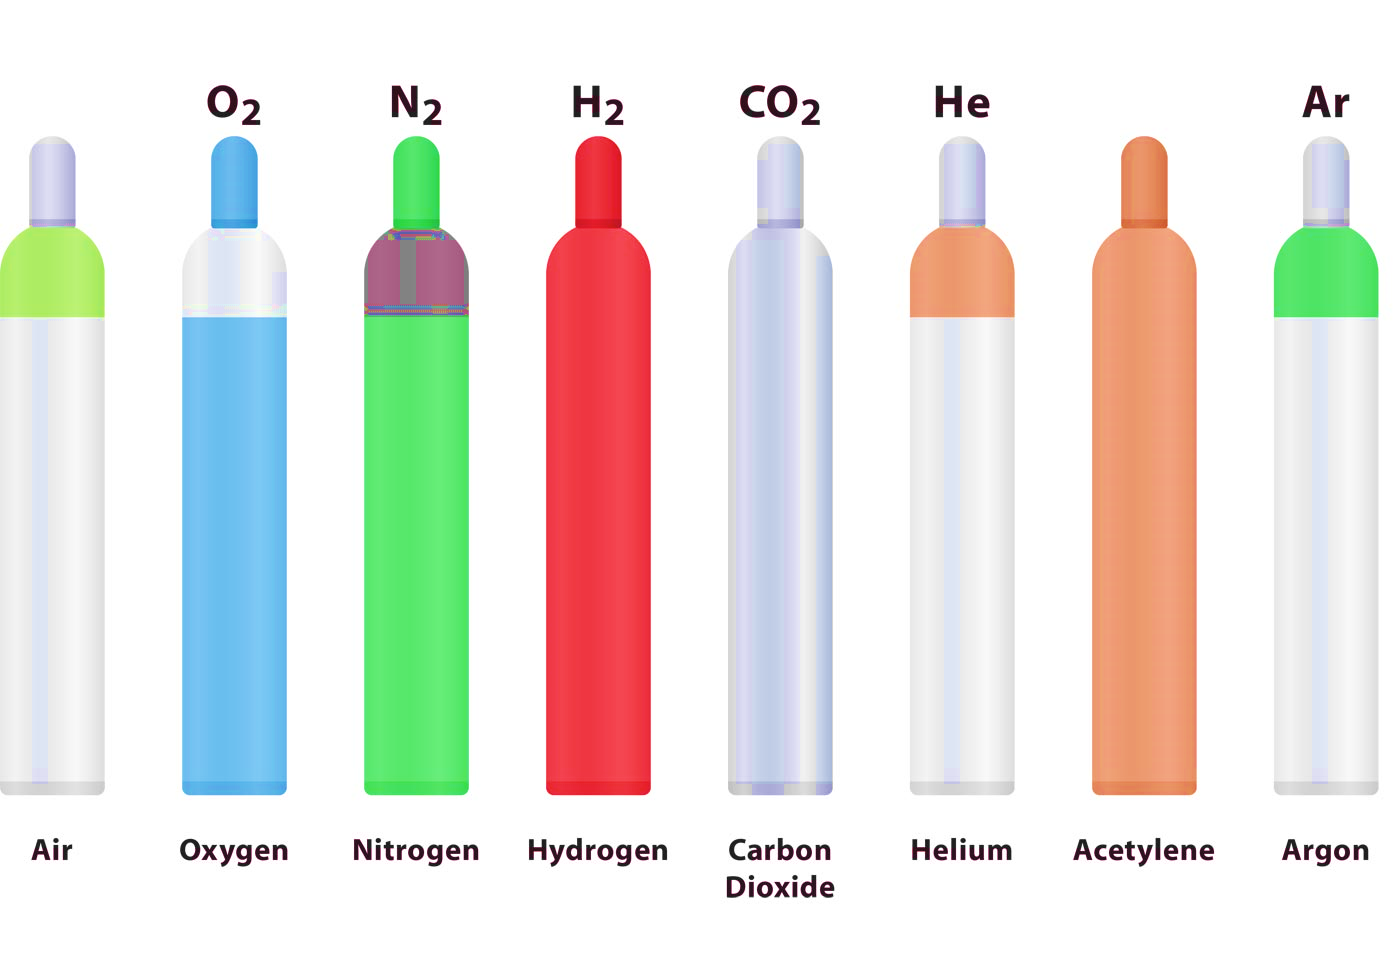 O2 N2 H2 CO2 He Ar
Air Oxygen Nitrogen Hydrogen Carbon Helium Acetylene Argon
Dioxide